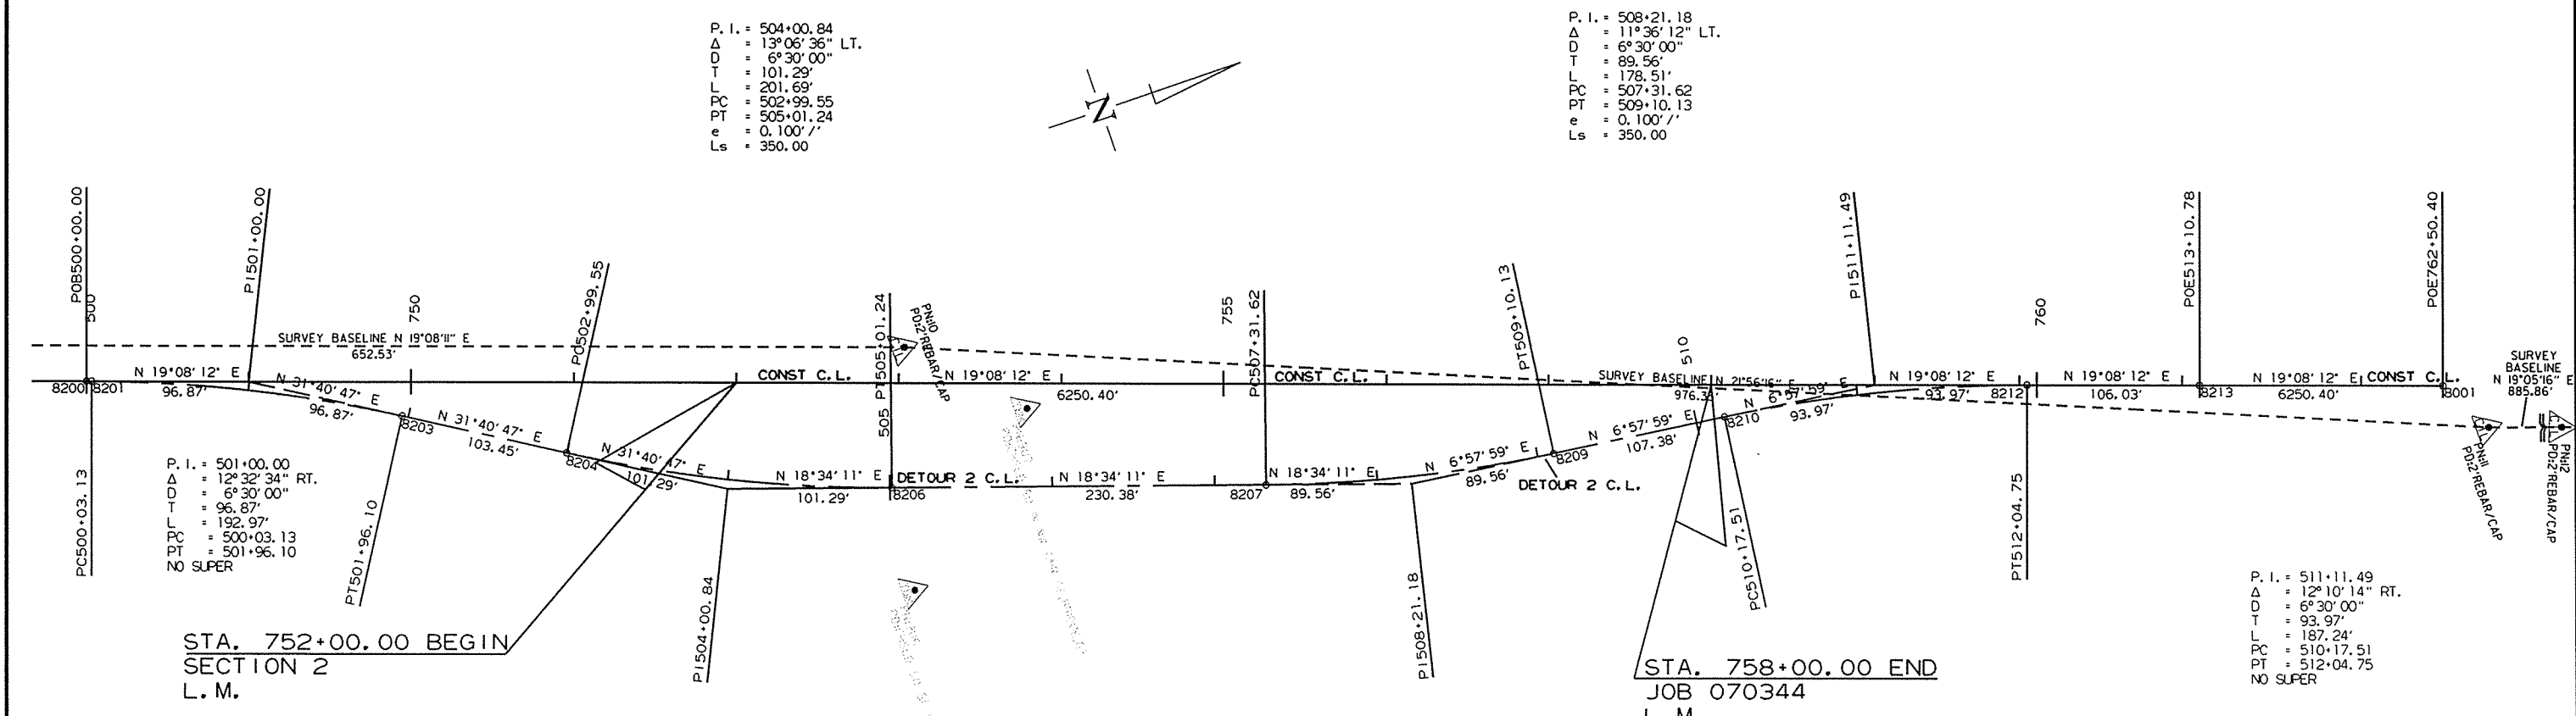 P. I. = 504+00.84
Δ = 13°06'36" LT.
D = 6°30'00"
T = 101.29'
L = 201.69'
PC = 502+99.55
PT = 505+01.24
e = 0.100'/'
Ls = 350.00
N
P. I. = 508+21.18
Δ = 11°36'12" LT.
D = 6°30'00"
T = 89.56'
L = 178.51'
PC = 507+31.62
PT = 509+10.13
e = 0.100'/'
Ls = 350.00
POB500+00.00
500
PI501+00.00
750
PO502+99.55
PT505+01.24
505
PN:10
PD:2'REBAR/CAP
755
PC507+31.62
PT509+10.13
510
PI511+11.49
760
POE513+10.78
POE762+50.40
SURVEY BASELINE N 19°08'11" E
652.53'
SURVEY
BASELINE
N 19°05'16" E
885.86'
8200
8201
N 19°08'12" E
96.87'
N 31°40'47" E
96.87'
8203
N 31°40'47" E
103.45'
8204
N 31°40'47" E
101.29'
CONST C.L.
N 19°08'12" E
6250.40'
CONST C.L.
SURVEY BASELINE N 21°56'16" E
N 6°57'59" E
93.97'
N 19°08'12" E
93.97'
8212
N 19°08'12" E
106.03'
8213
N 19°08'12" E
6250.40'
CONST C.L.
8001
N 18°34'11" E
101.29'
8206
DETOUR 2 C.L.
N 18°34'11" E
230.38'
8207
N 18°34'11" E
89.56'
N 6°57'59" E
89.56'
8209
N 6°57'59" E
107.38'
8210
DETOUR 2 C.L.
PN:11
PD:2'REBAR/CAP
PN:12
PD:2'REBAR/CAP
PC500+03.13
P. I. = 501+00.00
Δ = 12°32'34" RT.
D = 6°30'00"
T = 96.87'
L = 192.97'
PC = 500+03.13
PT = 501+96.10
NO SUPER
PT501+96.10
PI504+00.84
PI508+21.18
PC510+17.51
PT512+04.75
P. I. = 511+11.49
Δ = 12°10'14" RT.
D = 6°30'00"
T = 93.97'
L = 187.24'
PC = 510+17.51
PT = 512+04.75
NO SUPER
STA. 752+00.00 BEGIN
SECTION 2
L.M.
STA. 758+00.00 END
JOB 070344
L.M.